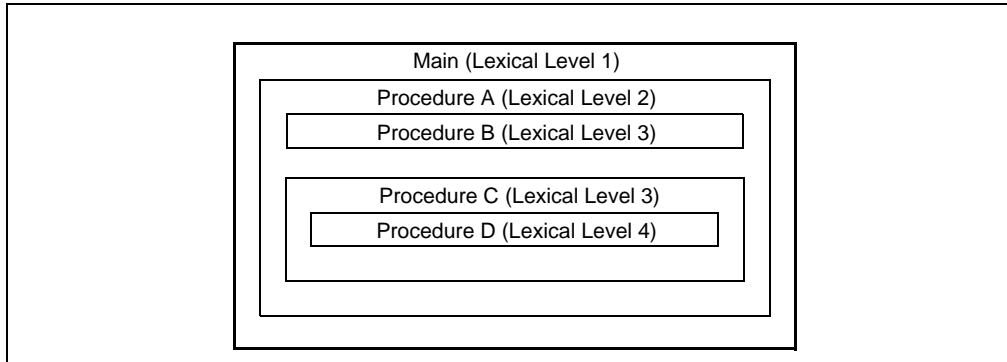 Main (Lexical Level 1)
Procedure A (Lexical Level 2)
Procedure B (Lexical Level 3)
Procedure C (Lexical Level 3)
Procedure D (Lexical Level 4)